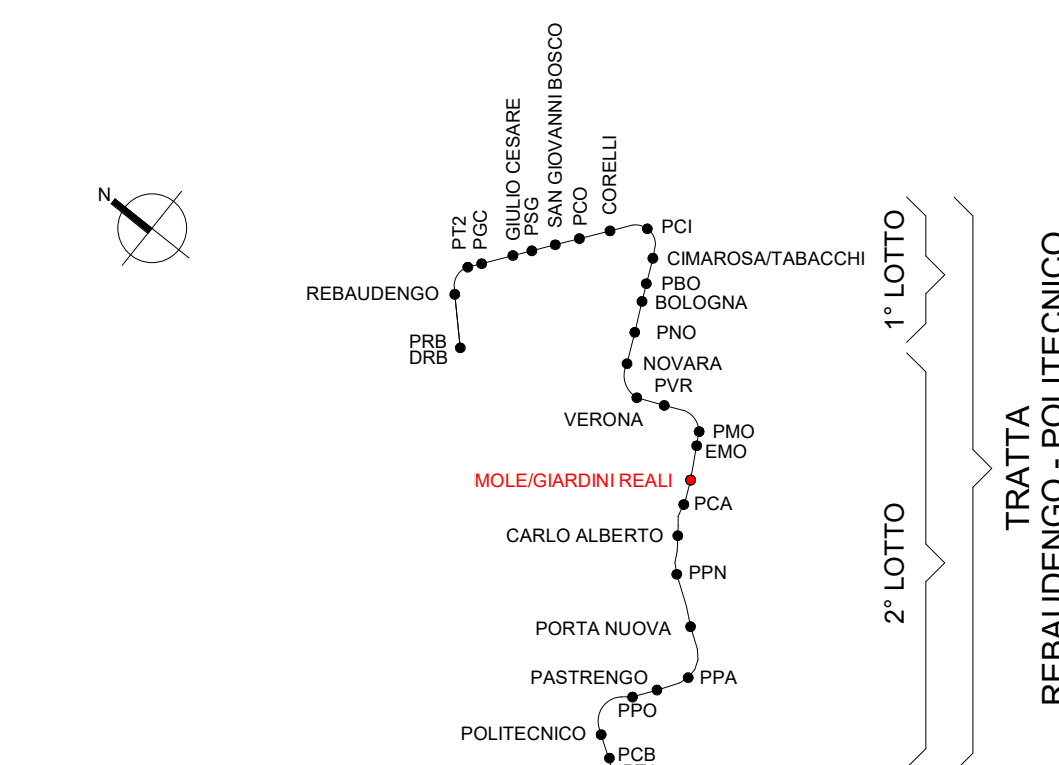 N
PT2
PGC
GIULIO CESARE
PSG
SAN GIOVANNI BOSCO
PCO
CORELLI
PCI
CIMAROSA/TABACCHI
REBAUDENGO
PBO
BOLOGNA
PRB
DRB
PNO
NOVARA
PVR
VERONA
PMO
EMO
MOLE/GIARDINI REALI
PCA
CARLO ALBERTO
PPN
PORTA NUOVA
PASTRENGO
PPA
PPO
POLITECNICO
PCB
1° LOTTO
2° LOTTO
TRATTA
REBAUDENGO - POLITECNICO